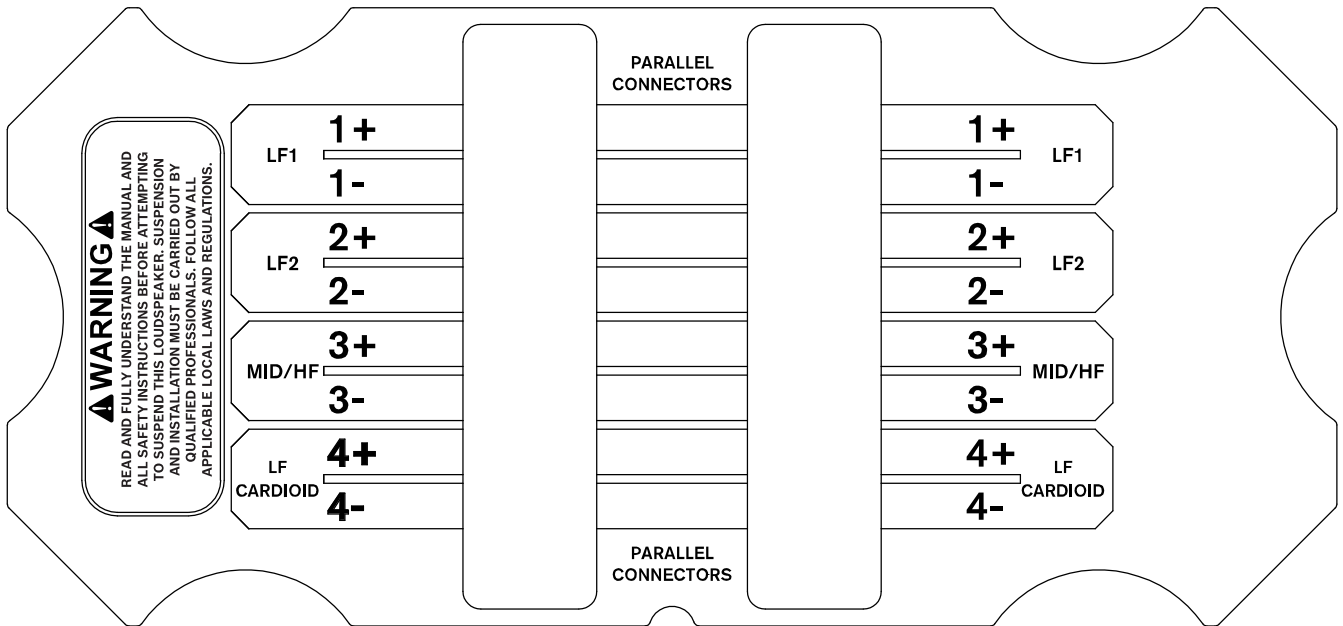 PARALLEL
CONNECTORS
⚠WARNING⚠
READ AND FULLY UNDERSTAND THE MANUAL AND
ALL SAFETY INSTRUCTIONS BEFORE ATTEMPTING
TO SUSPEND THIS LOUDSPEAKER. SUSPENSION
AND INSTALLATION MUST BE CARRIED OUT BY
QUALIFIED PROFESSIONALS. FOLLOW ALL
APPLICABLE LOCAL LAWS AND REGULATIONS.
1+
LF1
1-
2+
LF2
2-
3+
MID/HF
3-
4+
LF
CARDIOID
4-
1+
LF1
1-
2+
LF2
2-
3+
MID/HF
3-
4+
LF
CARDIOID
4-
PARALLEL
CONNECTORS